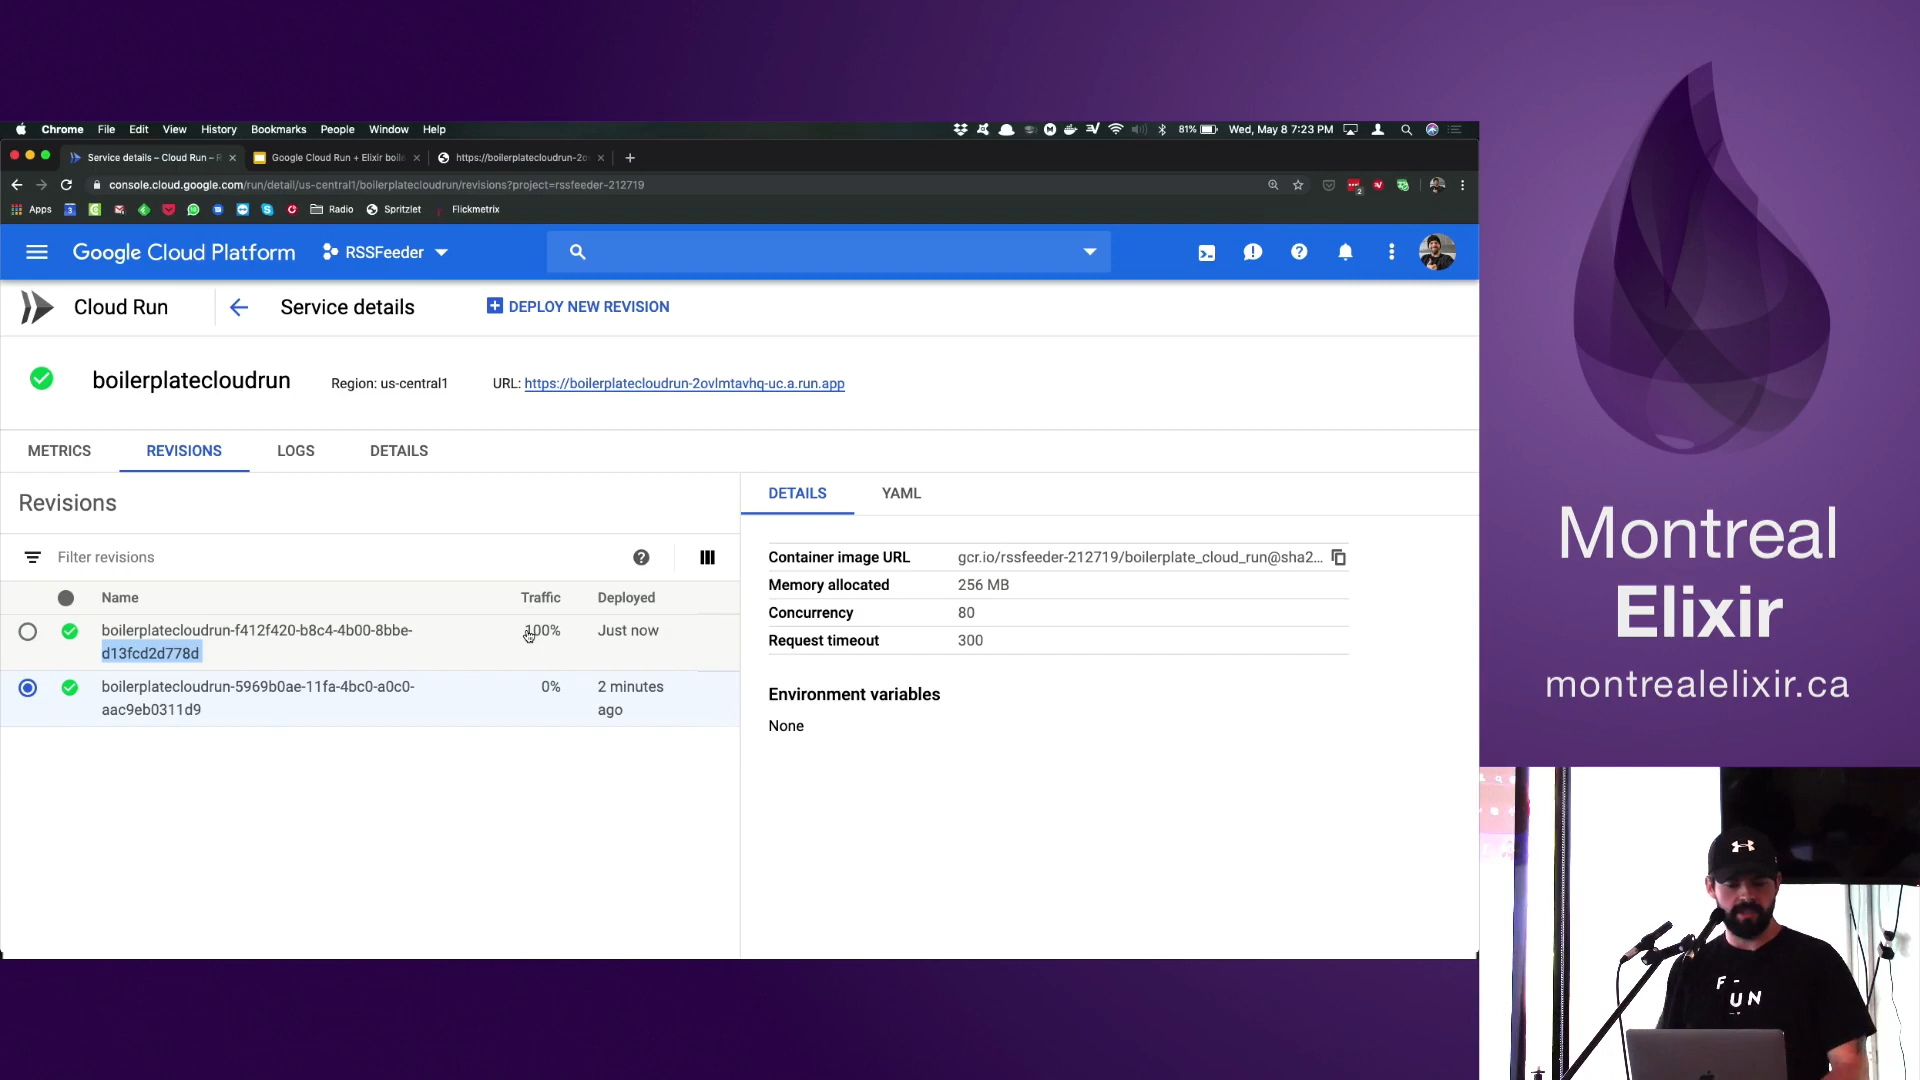 Chrome File Edit View History Bookmarks People Window Help
81% Wed, May 8 7:23 PM
Service details – Cloud Run – R
Google Cloud Run + Elixir boile
https://boilerplatecloudrun-2o
console.cloud.google.com/run/detail/us-central1/boilerplatecloudrun/revisions?project=rssfeeder-212719
Apps
Radio
Spritzlet
Flickmetrix
Google Cloud Platform
RSSFeeder
Cloud Run
Service details
DEPLOY NEW REVISION
boilerplatecloudrun
Region: us-central1
URL: https://boilerplatecloudrun-2ovlmtavhq-uc.a.run.app
METRICS
REVISIONS
LOGS
DETAILS
Revisions
Filter revisions
Name Traffic Deployed
boilerplatecloudrun-f412f420-b8c4-4b00-8bbe- 100% Just now
d13fcd2d778d
boilerplatecloudrun-5969b0ae-11fa-4bc0-a0c0- 0% 2 minutes
aac9eb0311d9 ago
DETAILS
YAML
Container image URL gcr.io/rssfeeder-212719/boilerplate_cloud_run@sha2...
Memory allocated 256 MB
Concurrency 80
Request timeout 300
Environment variables
None
Montreal
Elixir
montrealelixir.ca
F-
UN